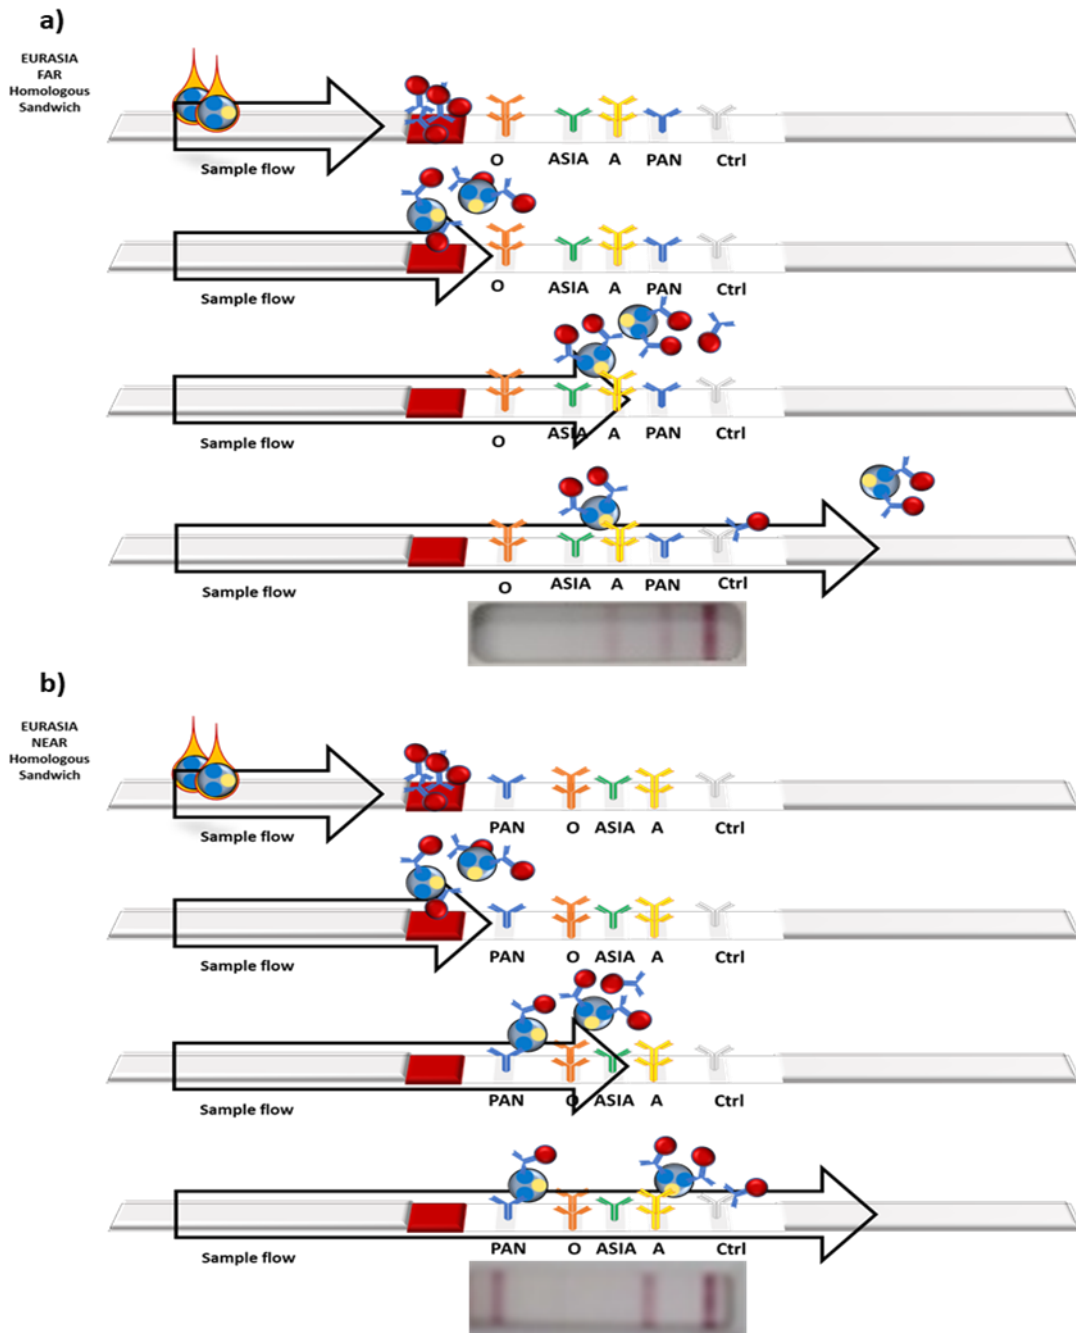 a)
EURASIA
FAR
Homologous
Sandwich
Sample flow
O ASIA A PAN Ctrl
Sample flow
O ASIA A PAN Ctrl
Sample flow
O ASIA A PAN Ctrl
Sample flow
O ASIA A PAN Ctrl
b)
EURASIA
NEAR
Homologous
Sandwich
Sample flow
PAN O ASIA A Ctrl
Sample flow
PAN O ASIA A Ctrl
Sample flow
PAN O ASIA A Ctrl
Sample flow
PAN O ASIA A Ctrl